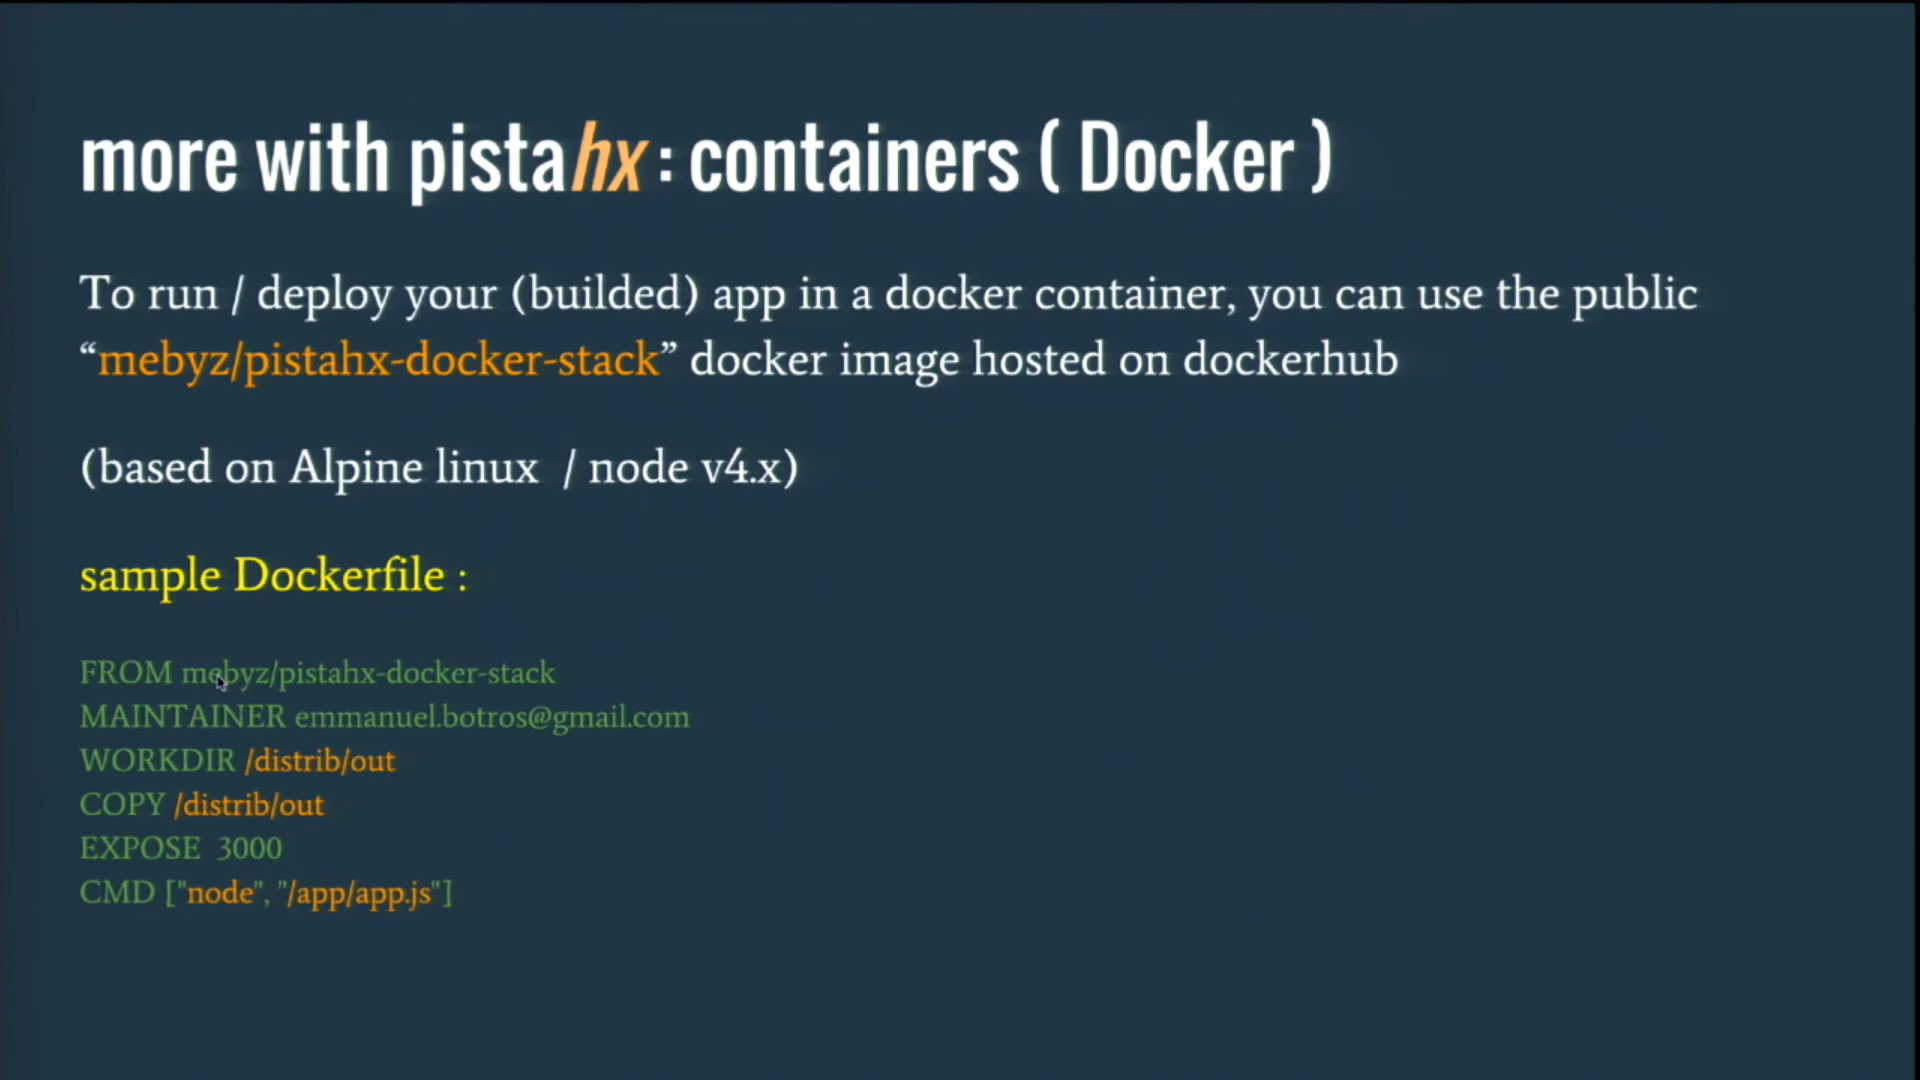 more with pistahx : containers ( Docker )
To run / deploy your (builded) app in a docker container, you can use the public
“mebyz/pistahx-docker-stack” docker image hosted on dockerhub
(based on Alpine linux / node v4.x)
sample Dockerfile :
FROM mebyz/pistahx-docker-stack
MAINTAINER emmanuel.botros@gmail.com
WORKDIR /distrib/out
COPY /distrib/out
EXPOSE 3000
CMD ["node", "/app/app.js"]